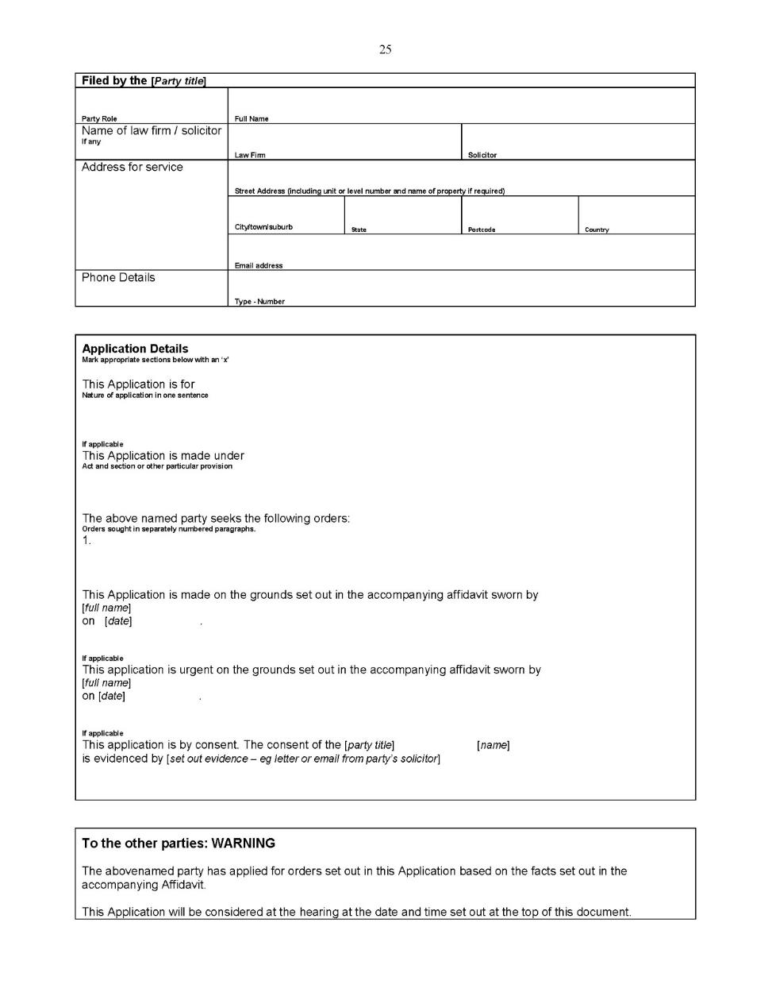 25
Filed by the [Party title]
Party Role
Full Name
Name of law firm / solicitor
If any
Law Firm
Solicitor
Address for service
Street Address (including unit or level number and name of property if required)
City/town/suburb
State
Postcode
Country
Email address
Phone Details
Type - Number
Application Details
Mark appropriate sections below with an ‘x’
This Application is for
Nature of application in one sentence
If applicable
This Application is made under
Act and section or other particular provision
The above named party seeks the following orders:
Orders sought in separately numbered paragraphs.
1.
This Application is made on the grounds set out in the accompanying affidavit sworn by
[full name]
on [date] .
If applicable
This application is urgent on the grounds set out in the accompanying affidavit sworn by
[full name]
on [date] .
If applicable
This application is by consent. The consent of the [party title] [name]
is evidenced by [set out evidence – eg letter or email from party’s solicitor]
To the other parties: WARNING
The abovenamed party has applied for orders set out in this Application based on the facts set out in the
accompanying Affidavit.
This Application will be considered at the hearing at the date and time set out at the top of this document.